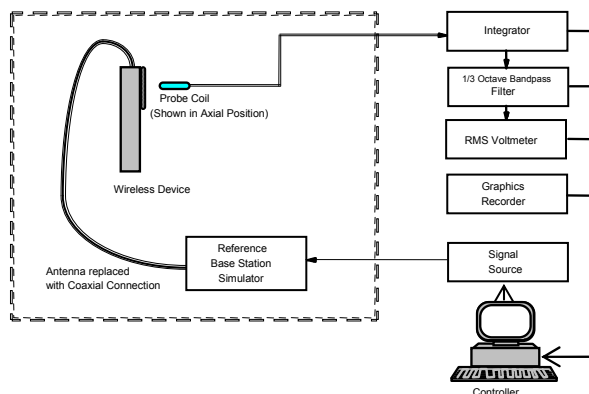 Integrator
1/3 Octave Bandpass
Filter
RMS Voltmeter
Graphics
Recorder
Signal
Source
Controller
Probe Coil
(Shown in Axial Position)
Wireless Device
Reference
Base Station
Simulator
Antenna replaced
with Coaxial Connection